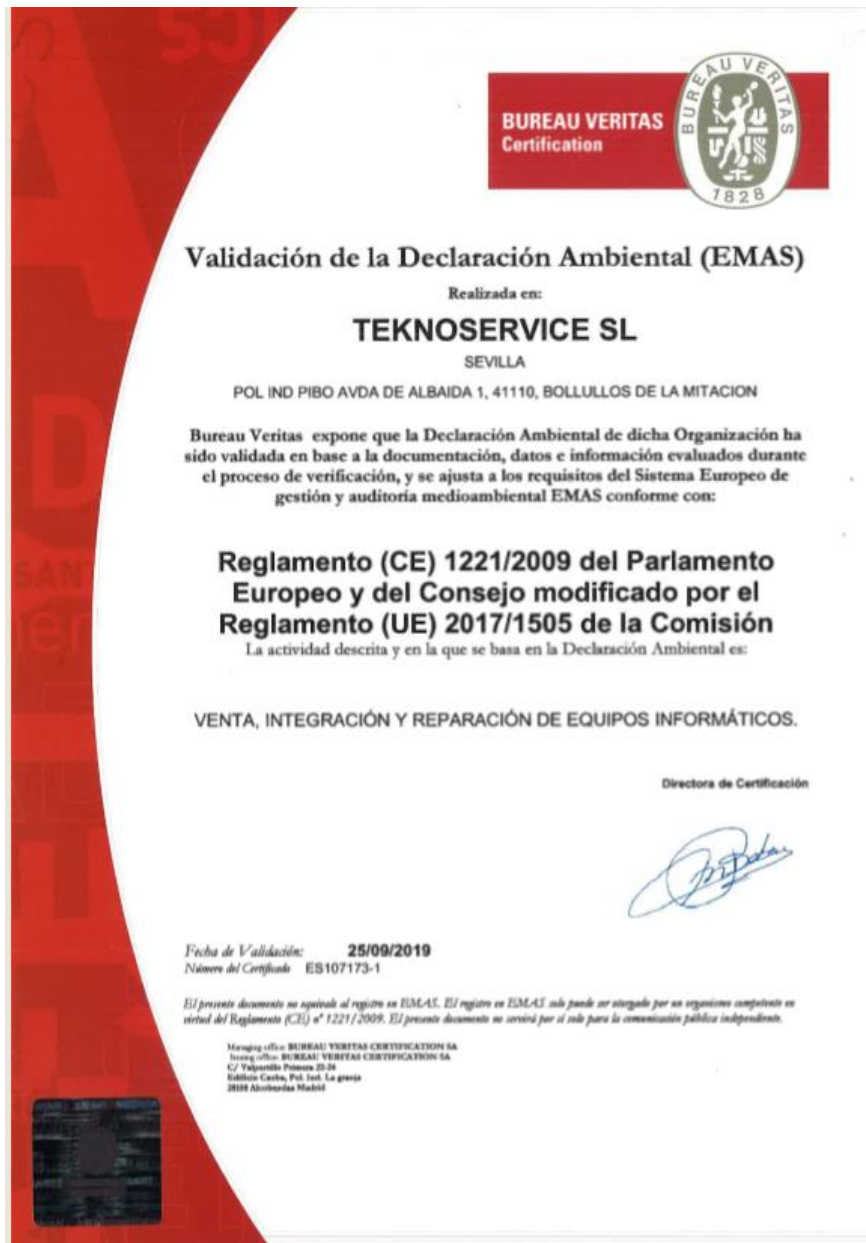 BUREAU VERITAS
Certification
BUREAU VERITAS
1828
Validación de la Declaración Ambiental (EMAS)
Realizada en:
TEKNOSERVICE SL
SEVILLA
POL IND PIBO AVDA DE ALBAIDA 1, 41110, BOLLULLOS DE LA MITACION
Bureau Veritas expone que la Declaración Ambiental de dicha Organización ha
sido validada en base a la documentación, datos e información evaluados durante
el proceso de verificación, y se ajusta a los requisitos del Sistema Europeo de
gestión y auditoría medioambiental EMAS conforme con:
Reglamento (CE) 1221/2009 del Parlamento
Europeo y del Consejo modificado por el
Reglamento (UE) 2017/1505 de la Comisión
La actividad descrita y en la que se basa en la Declaración Ambiental es:
VENTA, INTEGRACIÓN Y REPARACIÓN DE EQUIPOS INFORMÁTICOS.
Directora de Certificación
Fecha de Validación: 25/09/2019
Número del Certificado ES107173-1
El presente documento no equivale al registro en EMAS. El registro en EMAS solo puede ser otorgado por un organismo competente en
virtud del Reglamento (CE) nº 1221/2009. El presente documento no servirá por sí solo para la comunicación pública independiente.
Managing office: BUREAU VERITAS CERTIFICATION SA
Issuing office: BUREAU VERITAS CERTIFICATION SA
C/ Valportillo Primera 22-24
Edificio Caoba, Pol. Ind. La granja
28108 Alcobendas Madrid